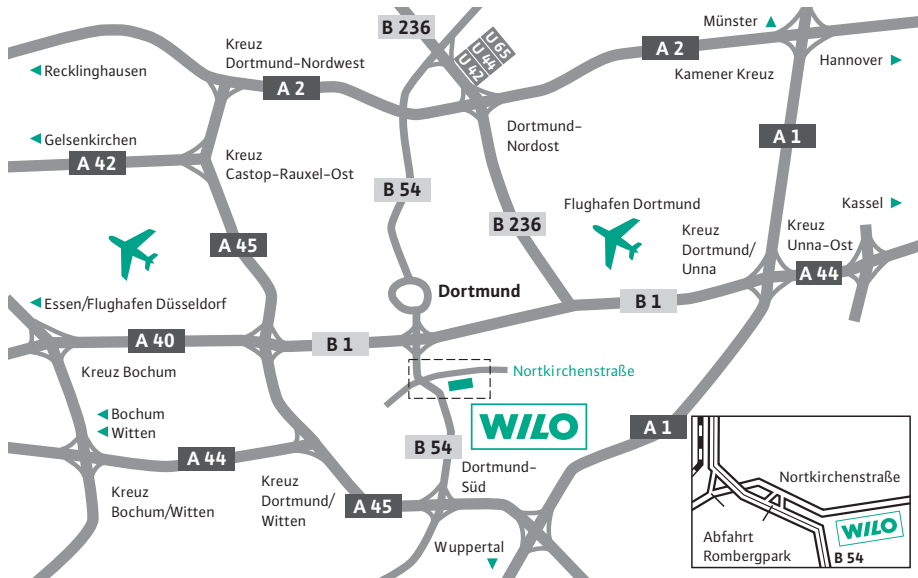 B 236
U 65
U 44
U 42
Münster
A 2
Kamener Kreuz
Hannover
Kreuz
Dortmund-Nordwest
Recklinghausen
A 2
Dortmund-
Nordost
A 1
Gelsenkirchen
A 42
Kreuz
Castop-Rauxel-Ost
B 54
B 236
Flughafen Dortmund
Kassel
Kreuz
Dortmund/
Unna
Kreuz
Unna-Ost
A 45
A 44
Essen/Flughafen Düsseldorf
Dortmund
B 1
A 40
B 1
Kreuz Bochum
Nortkirchenstraße
Bochum
Witten
WILO
A 1
A 44
B 54
Dortmund-
Süd
Kreuz
Bochum/Witten
Kreuz
Dortmund/
Witten
A 45
Wuppertal
Nortkirchenstraße
WILO
Abfahrt
Rombergpark
B 54